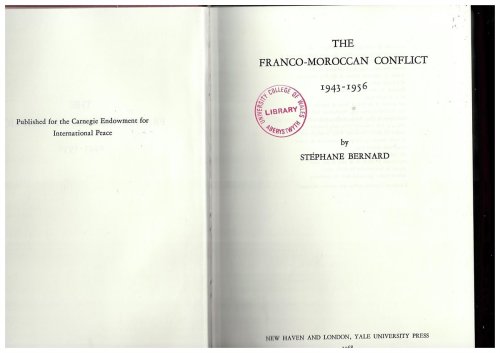 Published for the Carnegie Endowment for
International Peace
THE
FRANCO-MOROCCAN CONFLICT
1943-1956
UNIVERSITY COLLEGE OF WALES
LIBRARY
ABERYSTWYTH
by
STÉPHANE BERNARD
NEW HAVEN AND LONDON, YALE UNIVERSITY PRESS